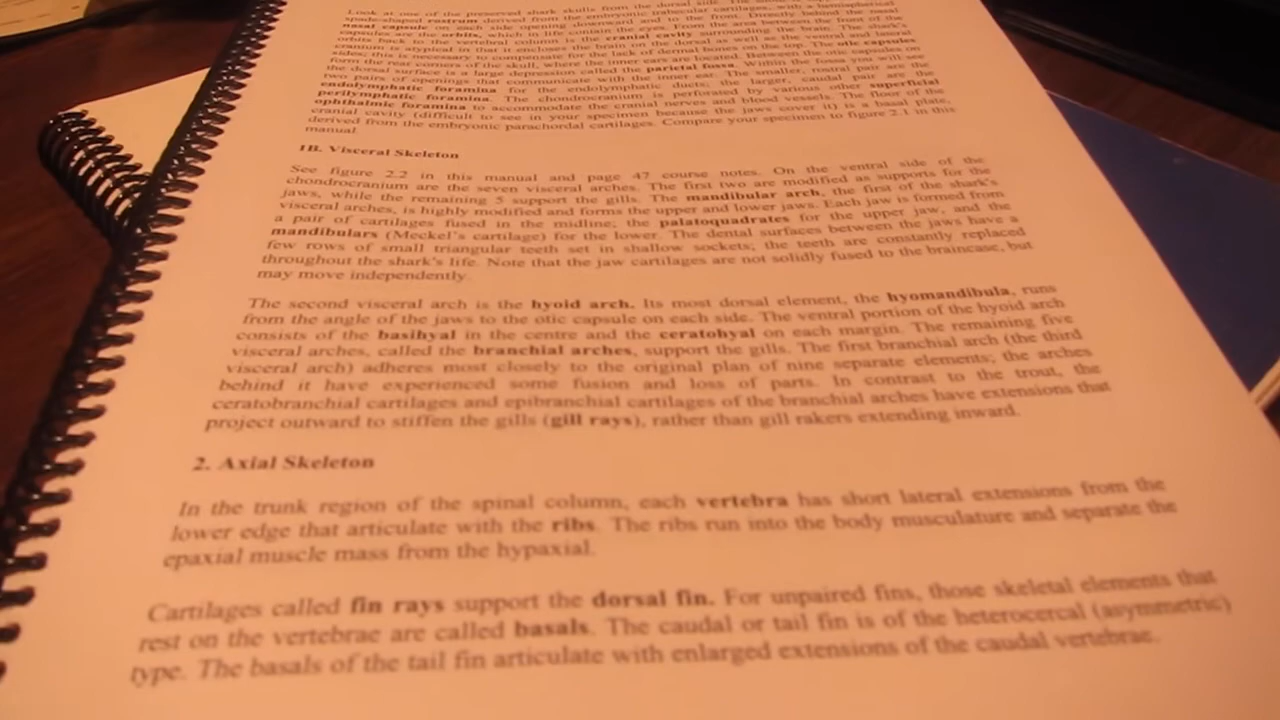 Look at one of the preserved shark skulls from the dorsal side.
spade-shaped rostrum derived from the embryonic trabecular cartilages, with a hemispherical
nasal capsule on each side opening downward and to the front. Directly behind the nasal
capsules are the orbits, which in life contain the eyes. From the area between the front of the
orbits back to the vertebral column is the cranial cavity surrounding the brain. The shark's
cranium is atypical in that it encloses the brain on the dorsal as well as the ventral and lateral
sides; this is necessary to compensate for the lack of dermal bones on the top. The otic capsules
form the rear corners of the skull, where the inner ears are located. Between the otic capsules on
the dorsal surface is a large depression called the parietal fossa. Within the fossa you will see
two pairs of openings that communicate with the inner ear. The smaller, rostral pair are the
endolymphatic foramina for the endolymphatic ducts; the larger, caudal pair are the
perilymphatic foramina. The chondrocranium is perforated by various other superficial
ophthalmic foramina to accommodate the cranial nerves and blood vessels. The floor of the
cranial cavity (difficult to see in your specimen because the jaws cover it) is a basal plate,
derived from the embryonic parachordal cartilages. Compare your specimen to figure 2.1 in this
manual.
1B. Visceral Skeleton
See figure 2.2 in this manual and page 47 course notes. On the ventral side of the
chondrocranium are the seven visceral arches. The first two are modified as supports for the
jaws, while the remaining 5 support the gills. The mandibular arch, the first of the shark's
visceral arches, is highly modified and forms the upper and lower jaws. Each jaw is formed from
a pair of cartilages fused in the midline; the palatoquadrates for the upper jaw, and the
mandibulars (Meckel's cartilage) for the lower. The dental surfaces between the jaws have a
few rows of small triangular teeth set in shallow sockets; the teeth are constantly replaced
throughout the shark's life. Note that the jaw cartilages are not solidly fused to the braincase, but
may move independently.
The second visceral arch is the hyoid arch. Its most dorsal element, the hyomandibula, runs
from the angle of the jaws to the otic capsule on each side. The ventral portion of the hyoid arch
consists of the basihyal in the centre and the ceratohyal on each margin. The remaining five
visceral arches, called the branchial arches, support the gills. The first branchial arch (the third
visceral arch) adheres most closely to the original plan of nine separate elements; the arches
behind it have experienced some fusion and loss of parts. In contrast to the trout, the
ceratobranchial cartilages and epibranchial cartilages of the branchial arches have extensions that
project outward to stiffen the gills (gill rays), rather than gill rakers extending inward.
2. Axial Skeleton
In the trunk region of the spinal column, each vertebra has short lateral extensions from the
lower edge that articulate with the ribs. The ribs run into the body musculature and separate the
epaxial muscle mass from the hypaxial.
Cartilages called fin rays support the dorsal fin. For unpaired fins, those skeletal elements that
rest on the vertebrae are called basals. The caudal or tail fin is of the heterocercal (asymmetric)
type. The basals of the tail fin articulate with enlarged extensions of the caudal vertebrae.